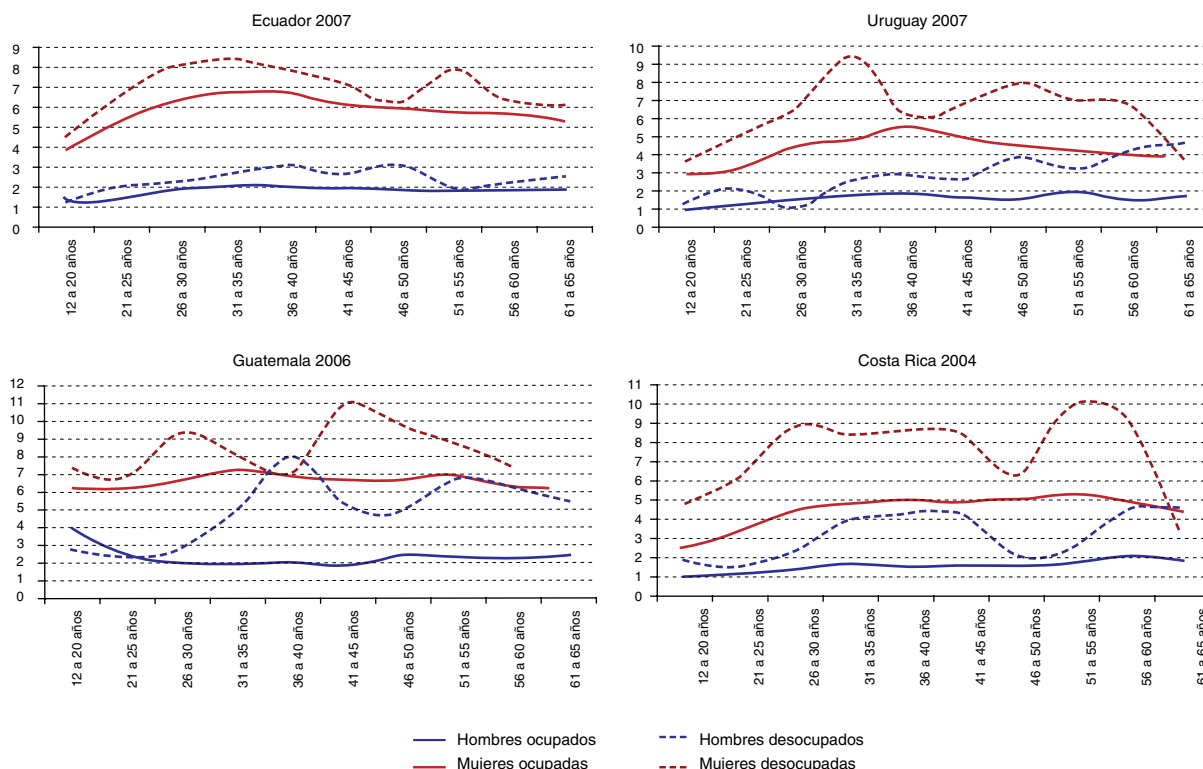 Ecuador 2007
9
8
7
6
5
4
3
2
1
0
12 a 20 años
21 a 25 años
26 a 30 años
31 a 35 años
36 a 40 años
41 a 45 años
46 a 50 años
51 a 55 años
56 a 60 años
61 a 65 años
Uruguay 2007
10
9
8
7
6
5
4
3
2
1
0
12 a 20 años
21 a 25 años
26 a 30 años
31 a 35 años
36 a 40 años
41 a 45 años
46 a 50 años
51 a 55 años
56 a 60 años
61 a 65 años
Guatemala 2006
12
11
10
9
8
7
6
5
4
3
2
1
0
12 a 20 años
21 a 25 años
26 a 30 años
31 a 35 años
36 a 40 años
41 a 45 años
46 a 50 años
51 a 55 años
56 a 60 años
61 a 65 años
Costa Rica 2004
11
10
9
8
7
6
5
4
3
2
1
0
12 a 20 años
21 a 25 años
26 a 30 años
31 a 35 años
36 a 40 años
41 a 45 años
46 a 50 años
51 a 55 años
56 a 60 años
61 a 65 años
Hombres ocupados
Hombres desocupados
Mujeres ocupadas
Mujeres desocupadas